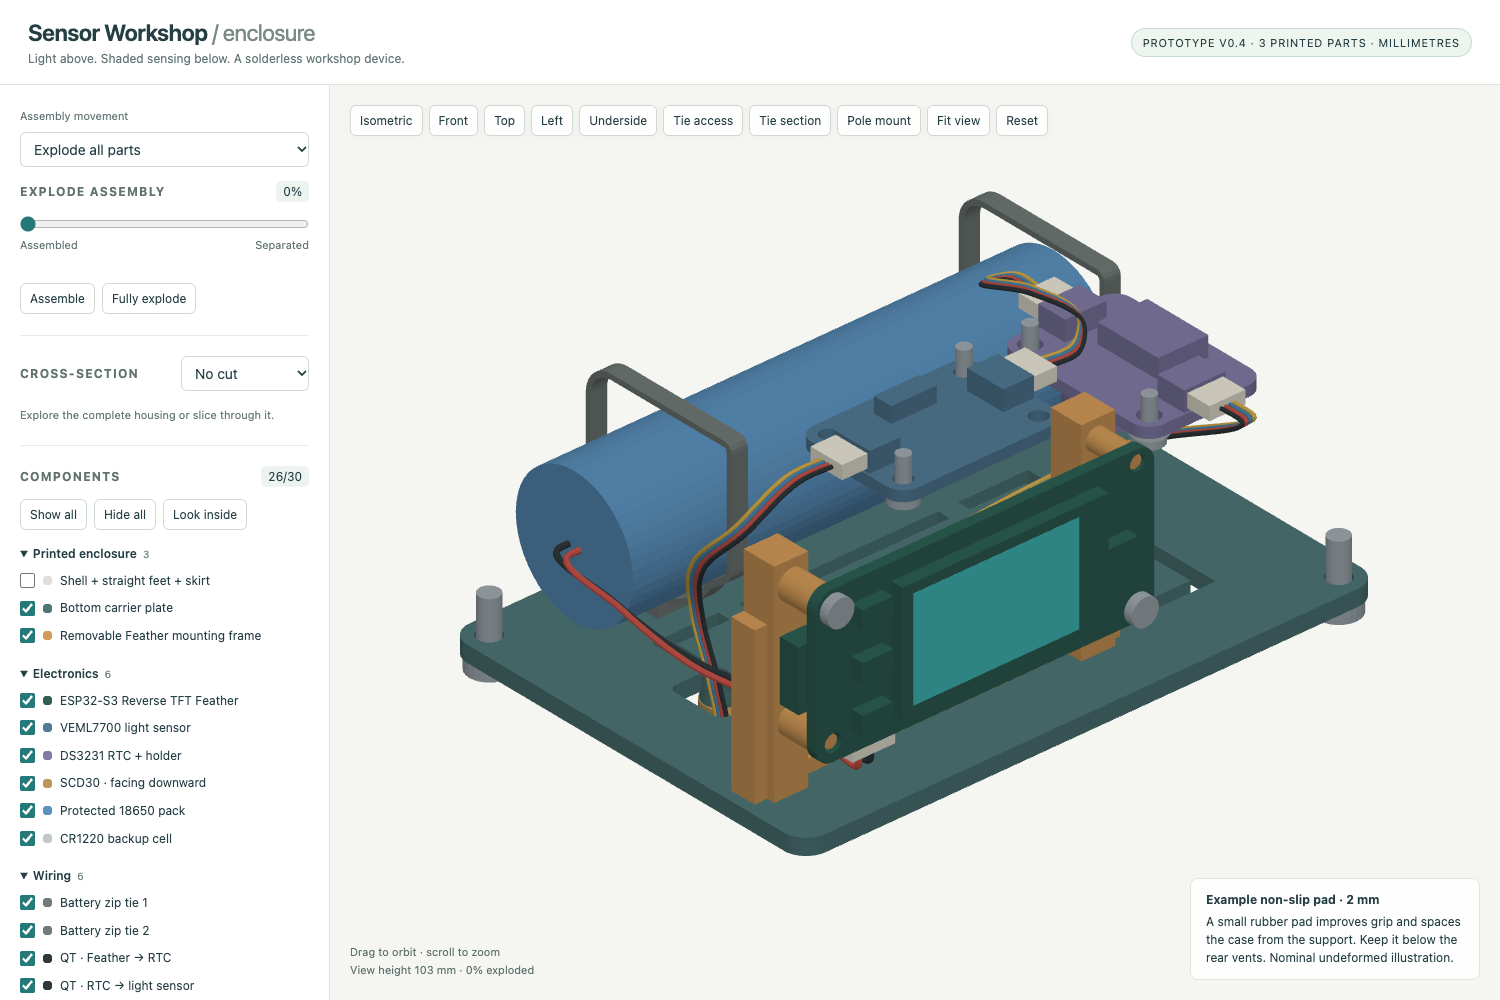 Sensor Workshop / enclosure
Light above. Shaded sensing below. A solderless workshop device.
PROTOTYPE V0.4 · 3 PRINTED PARTS · MILLIMETRES
Assembly movement
Explode all parts
EXPLODE ASSEMBLY 0%
Assembled Separated
Assemble Fully explode
CROSS-SECTION No cut
Explore the complete housing or slice through it.
COMPONENTS 26/30
Show all Hide all Look inside
Printed enclosure 3
Shell + straight feet + skirt
Bottom carrier plate
Removable Feather mounting frame
Electronics 6
ESP32-S3 Reverse TFT Feather
VEML7700 light sensor
DS3231 RTC + holder
SCD30 · facing downward
Protected 18650 pack
CR1220 backup cell
Wiring 6
Battery zip tie 1
Battery zip tie 2
QT · Feather → RTC
QT · RTC → light sensor
Isometric Front Top Left Underside Tie access Tie section Pole mount Fit view Reset
Drag to orbit · scroll to zoom
View height 103 mm · 0% exploded
Example non-slip pad · 2 mm
A small rubber pad improves grip and spaces
the case from the support. Keep it below the
rear vents. Nominal undeformed illustration.